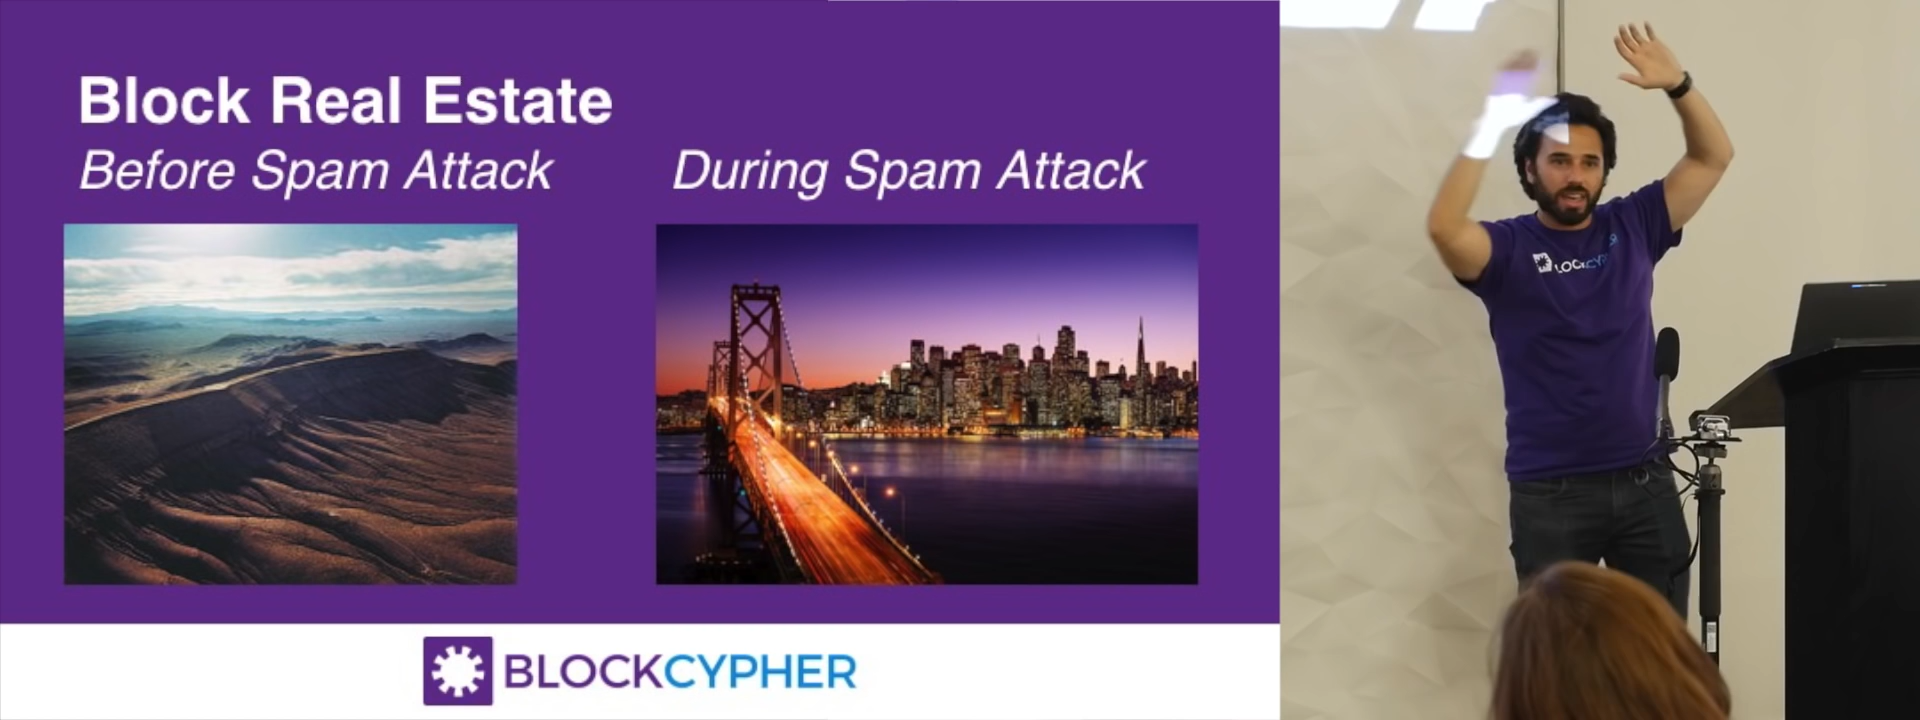 Block Real Estate
Before Spam Attack
During Spam Attack
BLOCKCYPHER